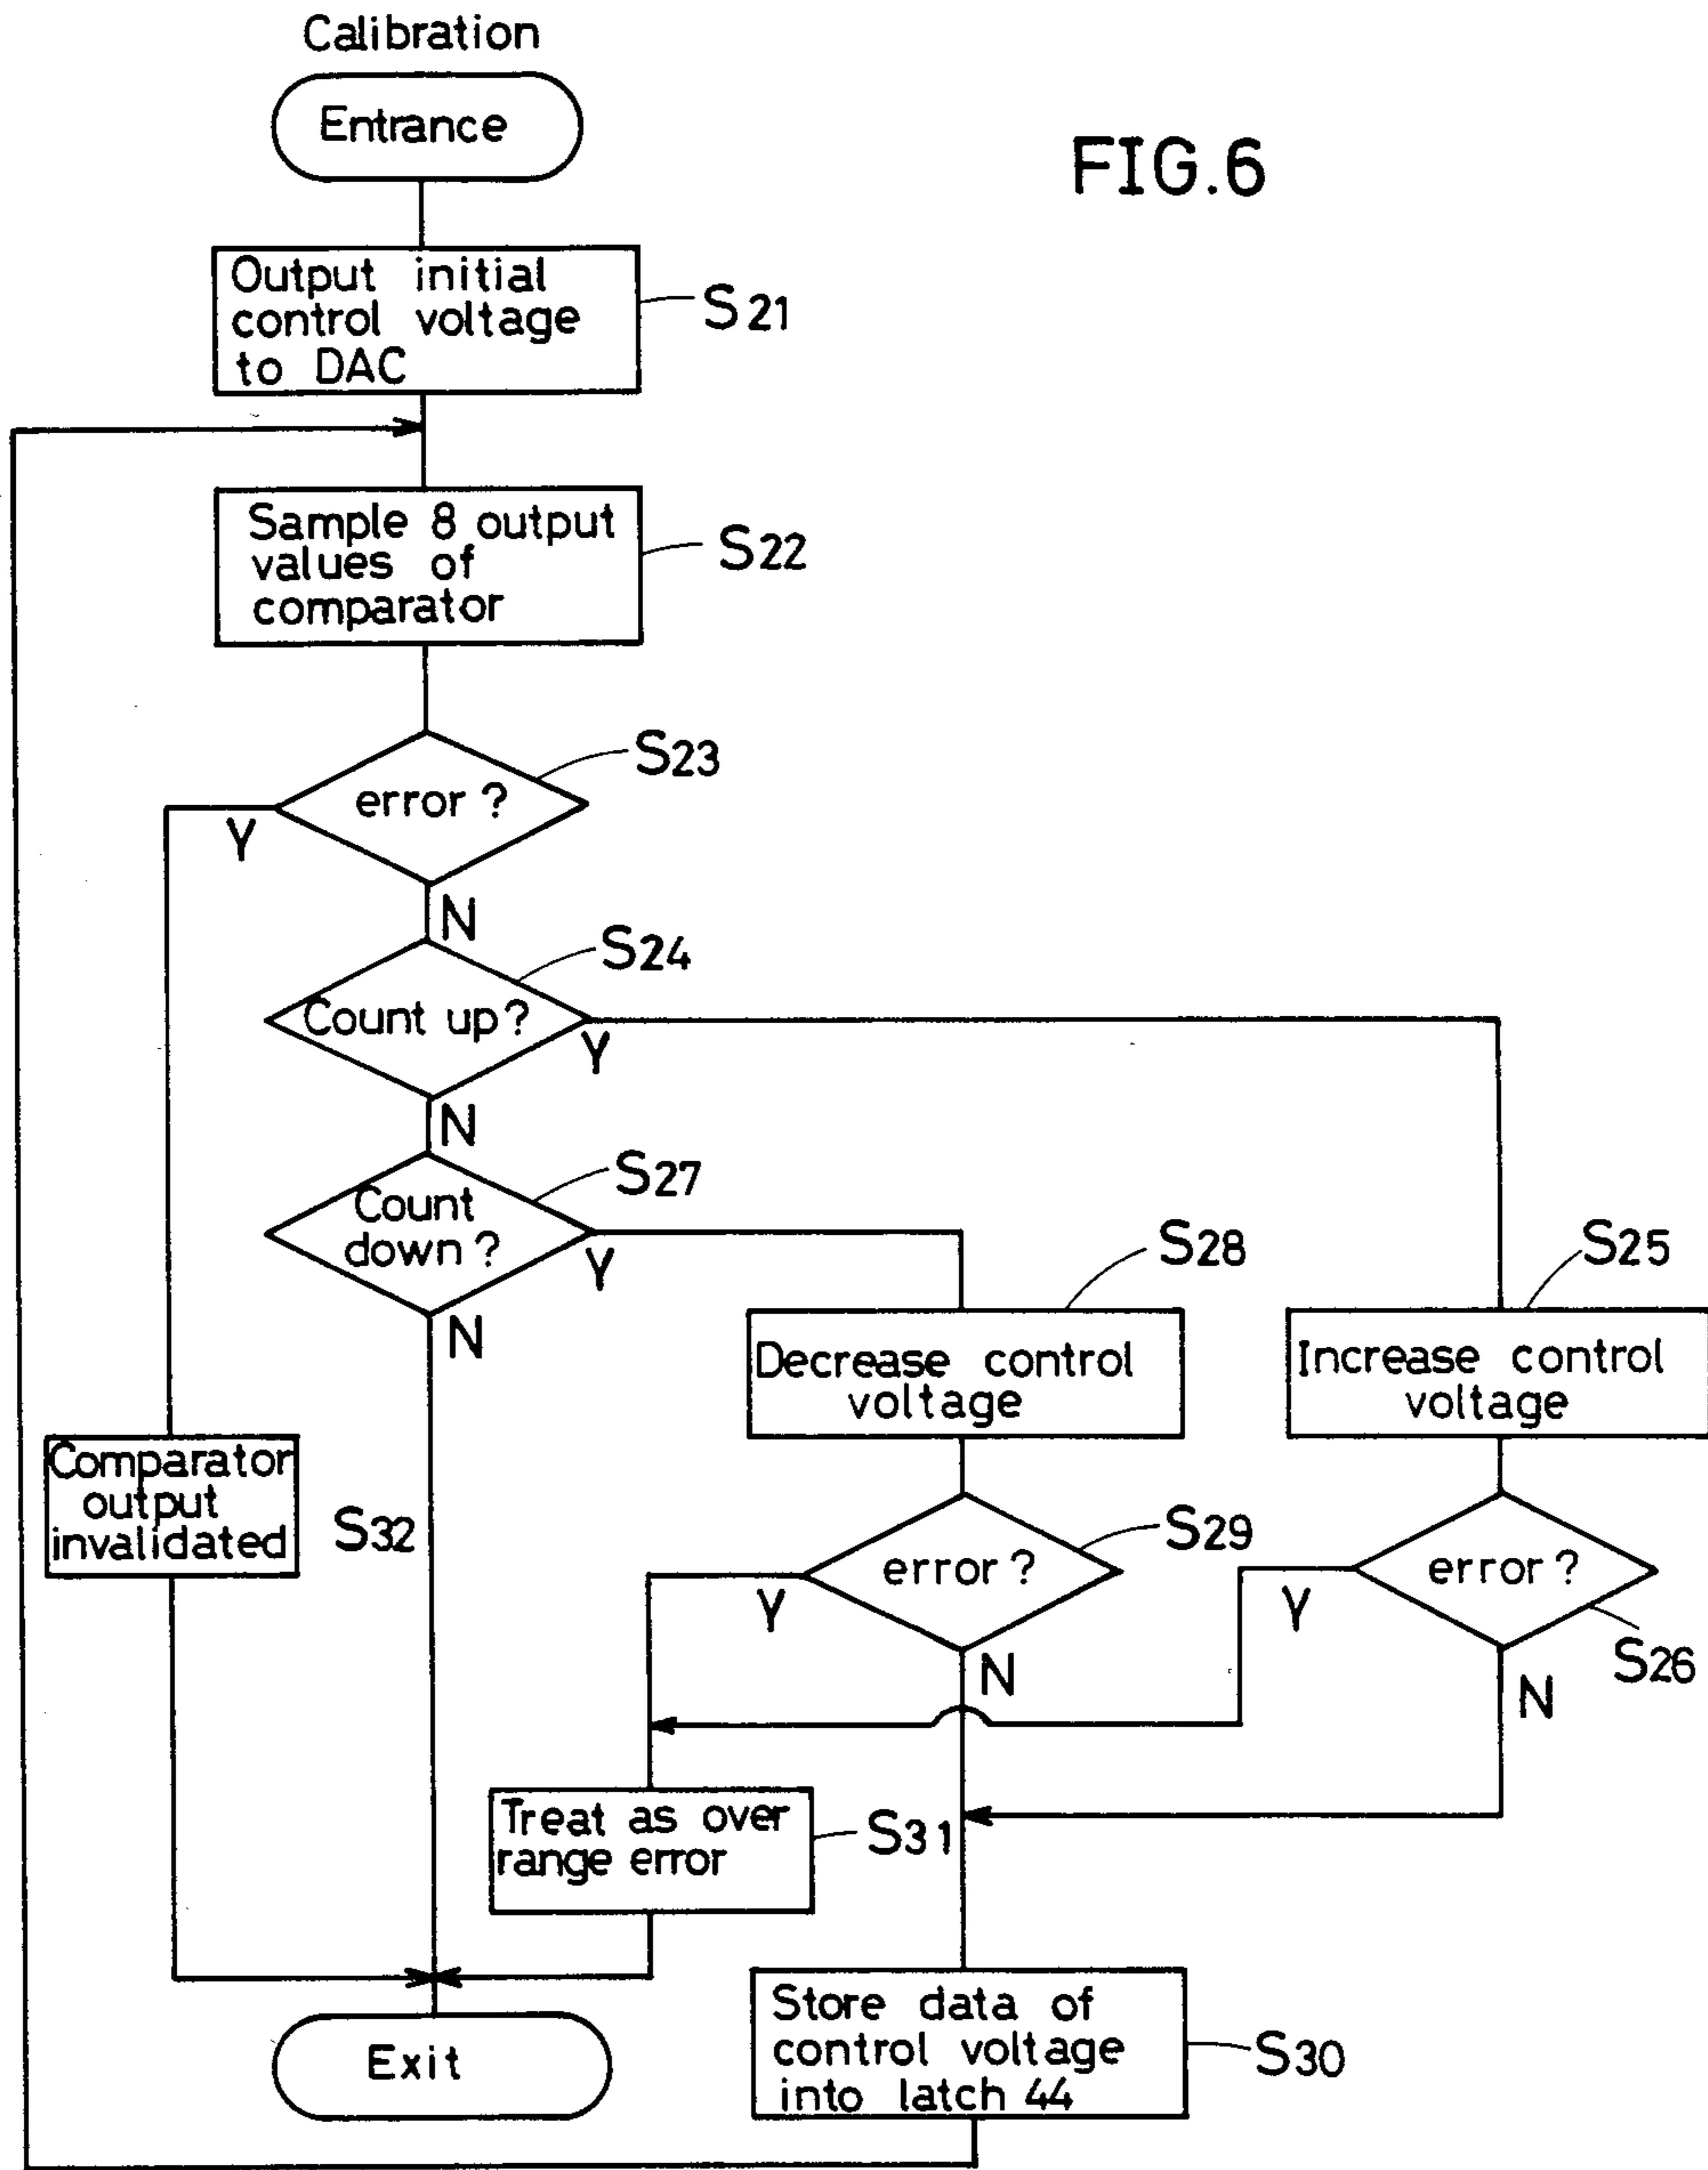 Calibration
Entrance
FIG.6
Output initial
control voltage
to DAC
S21
Sample 8 output
values of
comparator
S22
S23
error?
Y
N
S24
Count up?
Y
N
S27
Count
down?
Y
N
S28
S25
Decrease control
voltage
Increase control
voltage
Comparator
output
invalidated
S32
S29
error?
Y
N
error?
Y
S26
N
Treat as over
range error
S31
Store data of
control voltage
into latch 44
S30
Exit